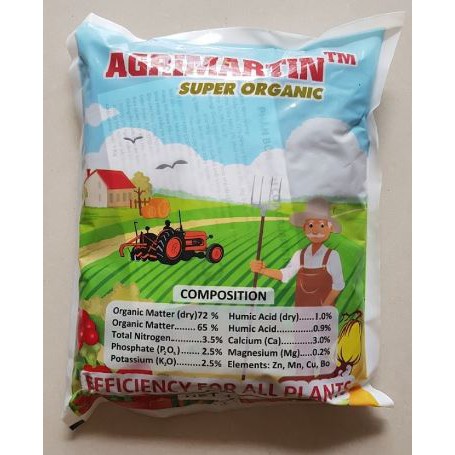 AGRIMARTIN™
SUPER ORGANIC
COMPOSITION
Organic Matter (dry)72 %
Organic Matter........ 65 %
Total Nitrogen..............3.5%
Phosphate (P₂O₅) ....... 2.5%
Potassium (K₂O)......... 2.5%
Humic Acid (dry)......1.0%
Humic Acid..............0.9%
Calcium (Ca)............3.0%
Magnesium (Mg)....0.2%
Elements: Zn, Mn, Cu, Bo
EFFICIENCY FOR ALL PLANTS